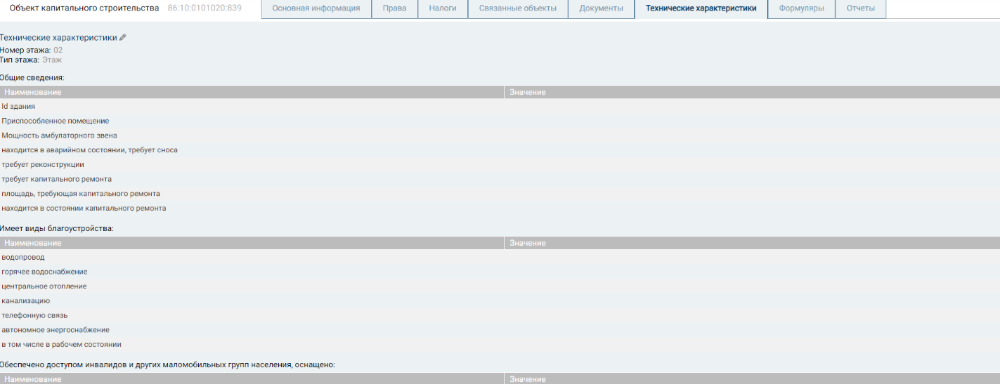 Объект капитального строительства 86:10:0101020:839 Основная информация Права Налоги Связанные объекты Документы Технические характеристики Формуляры Отчеты
Технические характеристики
Номер этажа: 02
Тип этажа: Этаж
Общие сведения:
Наименование Значение
Id здания
Приспособленное помещение
Мощность амбулаторного звена
находится в аварийном состоянии, требует сноса
требует реконструкции
требует капитального ремонта
площадь, требующая капитального ремонта
находится в состоянии капитального ремонта
Имеет виды благоустройства:
Наименование Значение
водопровод
горячее водоснабжение
центральное отопление
канализацию
телефонную связь
автономное энергоснабжение
в том числе в рабочем состоянии
Обеспечено доступом инвалидов и других маломобильных групп населения, оснащено:
Наименование Значение